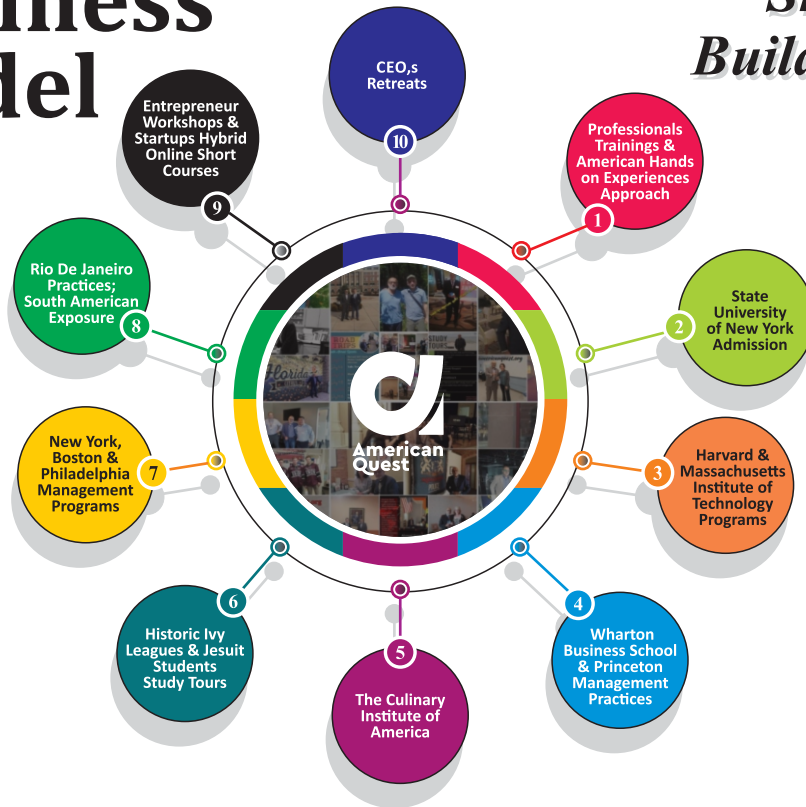 10
CEO,s
Retreats
1
Professionals
Trainings &
American Hands
on Experiences
Approach
2
State
University
of New York
Admission
3
Harvard &
Massachusetts
Institute of
Technology
Programs
4
Wharton
Business School
& Princeton
Management
Practices
5
The Culinary
Institute of
America
6
Historic Ivy
Leagues & Jesuit
Students
Study Tours
7
New York,
Boston &
Philadelphia
Management
Programs
8
Rio De Janeiro
Practices;
South American
Exposure
9
Entrepreneur
Workshops &
Startups Hybrid
Online Short
Courses
American
Quest
Florida
STUDY
TOURS